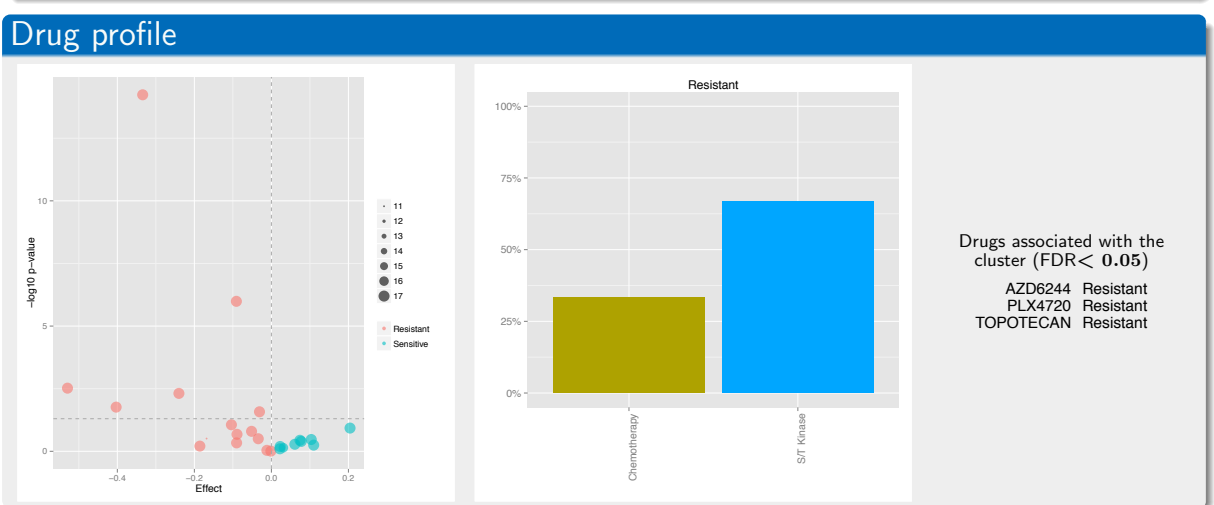 Drug profile
10
5
0
−log10 p−value
−0.4
−0.2
0.0
0.2
Effect
11
12
13
14
15
16
17
Resistant
Sensitive
Resistant
100%
75%
50%
25%
0%
Chemotherapy
S/T Kinase
Drugs associated with the
cluster (FDR< 0.05)
AZD6244 Resistant
PLX4720 Resistant
TOPOTECAN Resistant